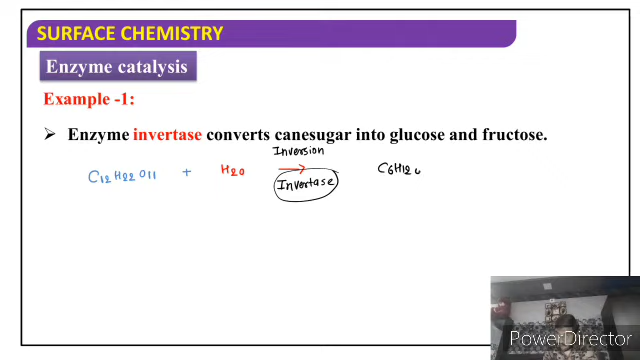 SURFACE CHEMISTRY
Enzyme catalysis
Example -1:
➢ Enzyme invertase converts canesugar into glucose and fructose.
Inversion
C12H22O11 + H2O → C6H12
Invertase
PowerDirector